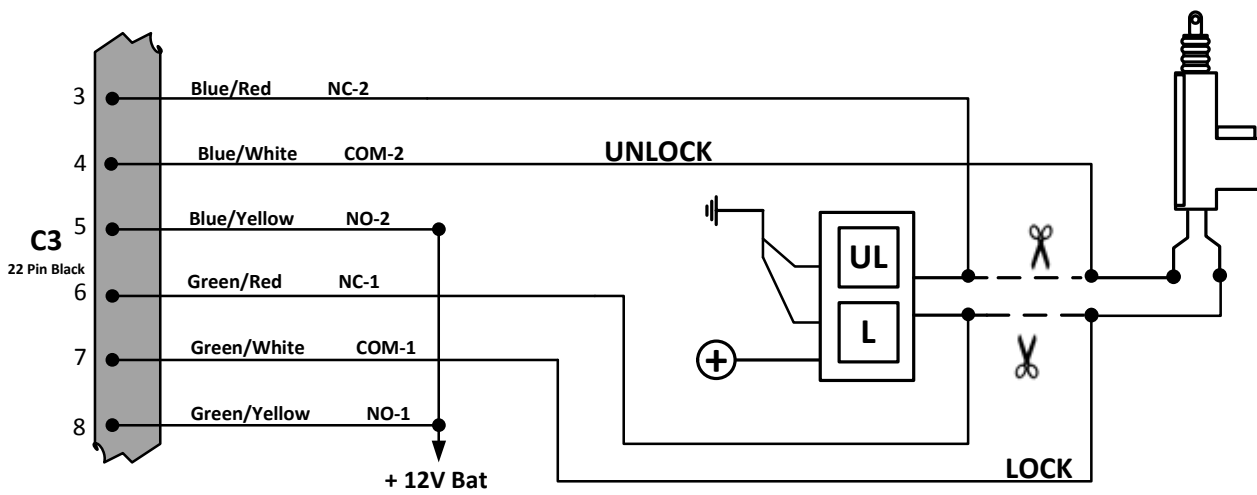 3 Blue/Red NC-2
4 Blue/White COM-2 UNLOCK
5 Blue/Yellow NO-2
C3
22 Pin Black
6 Green/Red NC-1
7 Green/White COM-1
8 Green/Yellow NO-1
+ 12V Bat
UL
L
+
LOCK